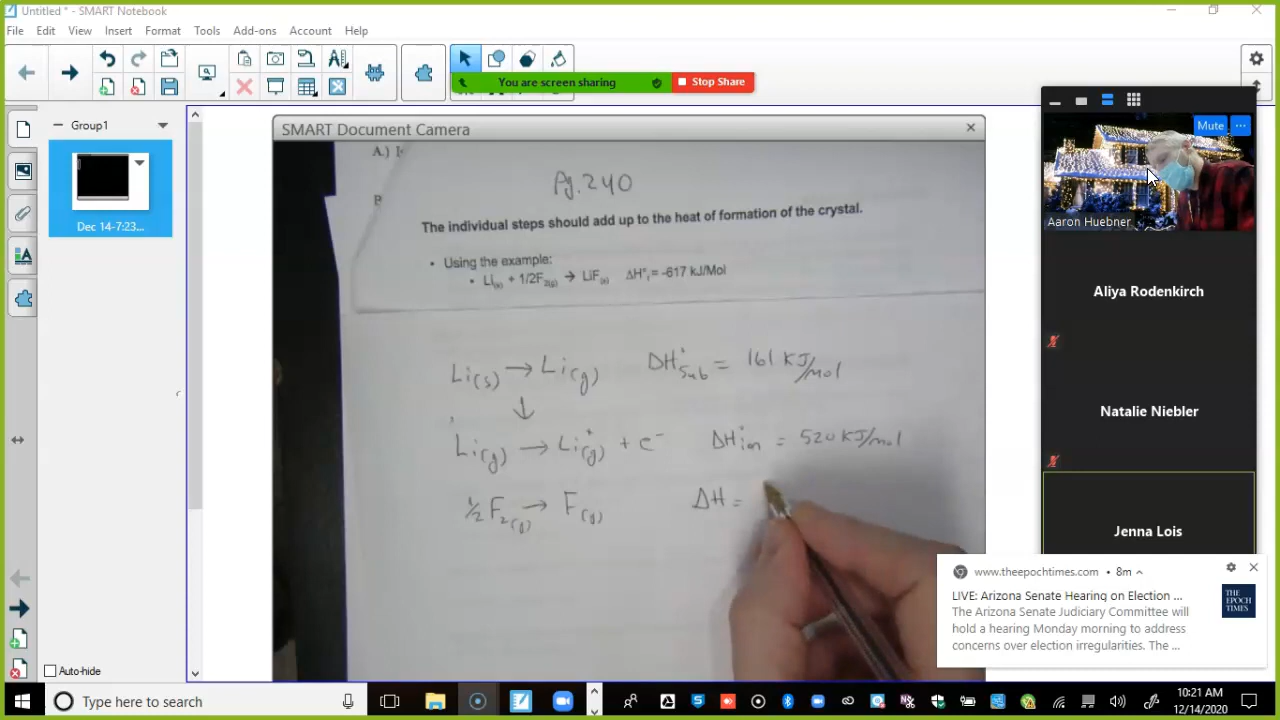 Untitled * - SMART Notebook
File Edit View Insert Format Tools Add-ons Account Help
You are screen sharing
Stop Share
Group1
Dec 14-7:23...
Auto-hide
SMART Document Camera
A.) I
Pg. 240
B
The individual steps should add up to the heat of formation of the crystal.
• Using the example:
• Li(s) + 1/2F2(g) → LiF(s) ΔH°f = -617 kJ/Mol
Li(s) → Li(g) ΔH°sub = 161 KJ/mol
↓
Li(g) → Li+(g) + e- ΔH°ion = 520 KJ/mol
1/2 F2(g) → F(g) ΔH =
Mute
Aaron Huebner
Aliya Rodenkirch
Natalie Niebler
Jenna Lois
www.theepochtimes.com • 8m
LIVE: Arizona Senate Hearing on Election ...
The Arizona Senate Judiciary Committee will
hold a hearing Monday morning to address
concerns over election irregularities. The ...
THE
EPOCH
TIMES
Type here to search
10:21 AM
12/14/2020